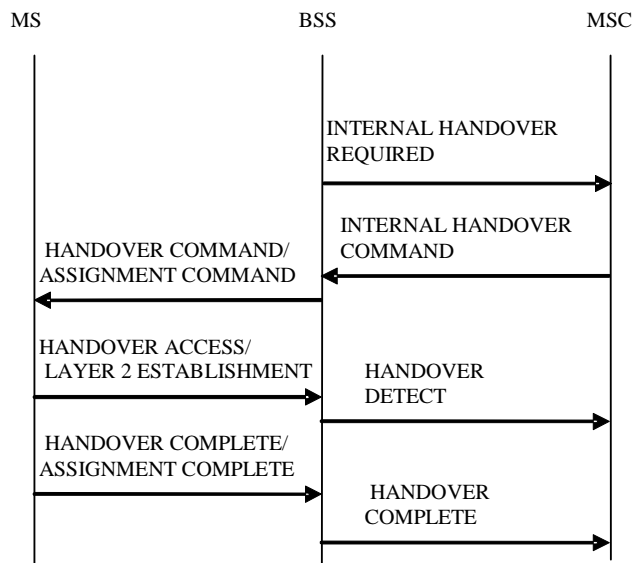 MS BSS MSC
INTERNAL HANDOVER
REQUIRED
INTERNAL HANDOVER
COMMAND
HANDOVER COMMAND/
ASSIGNMENT COMMAND
HANDOVER ACCESS/
LAYER 2 ESTABLISHMENT
HANDOVER
DETECT
HANDOVER COMPLETE/
ASSIGNMENT COMPLETE
HANDOVER
COMPLETE